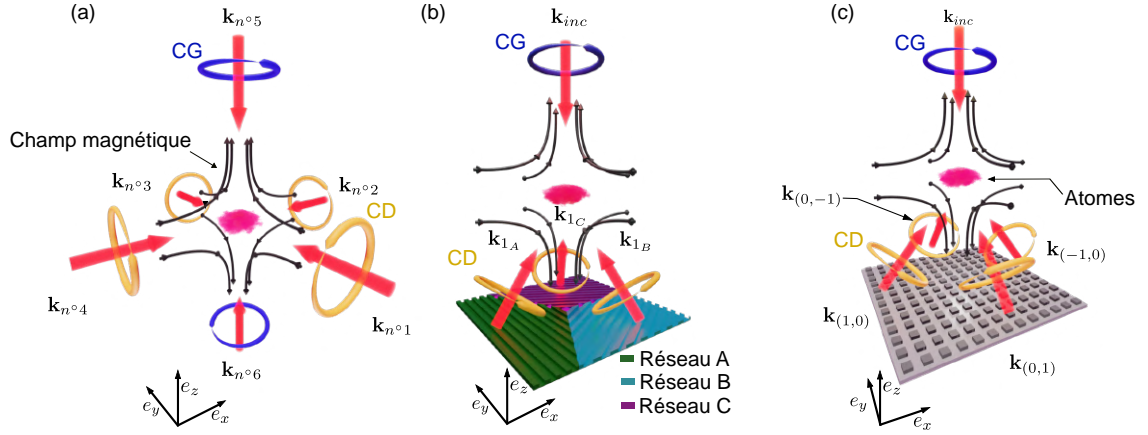 (a)
k_{n°5}
CG
Champ magnétique
k_{n°3}
k_{n°2}
CD
k_{n°4}
k_{n°1}
k_{n°6}
e_z
e_y
e_x
(b)
k_{inc}
CG
k_{1_C}
k_{1_A}
k_{1_B}
CD
Réseau A
Réseau B
Réseau C
e_z
e_y
e_x
(c)
k_{inc}
CG
Atomes
k_{(0,-1)}
CD
k_{(-1,0)}
k_{(1,0)}
k_{(0,1)}
e_z
e_y
e_x